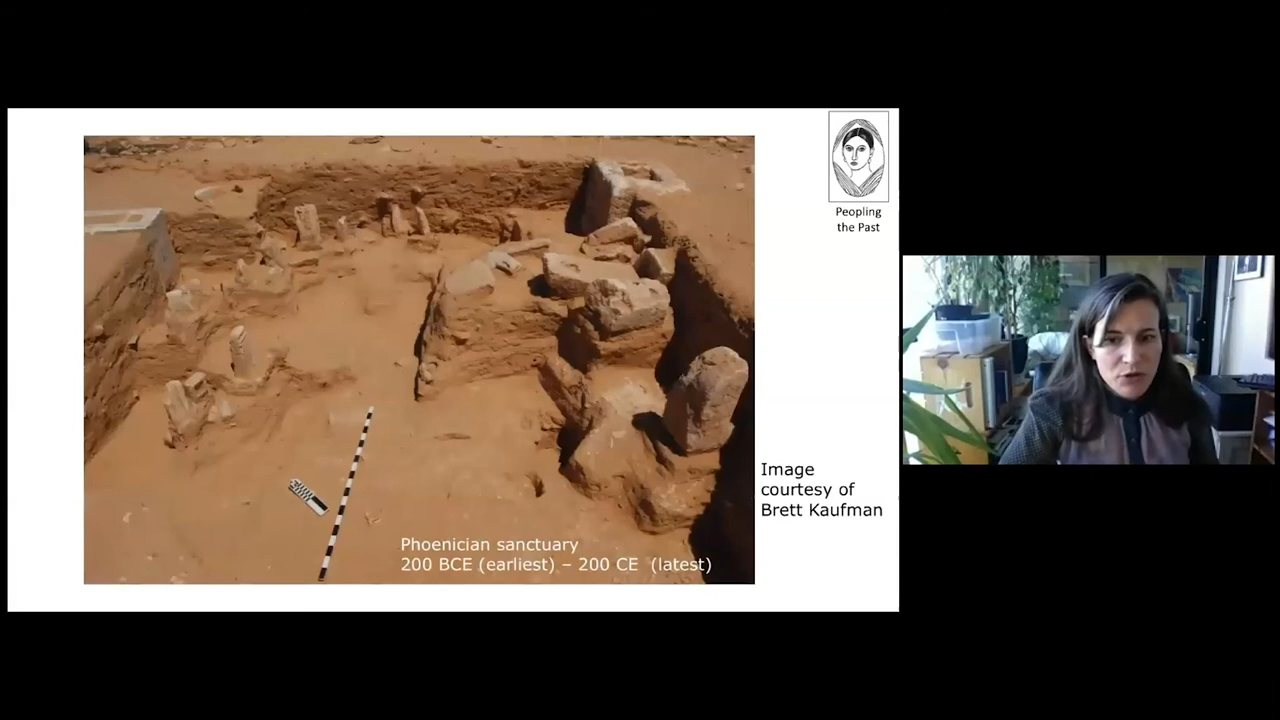 Peopling
the Past
Image
courtesy of
Brett Kaufman
Phoenician sanctuary
200 BCE (earliest) – 200 CE (latest)